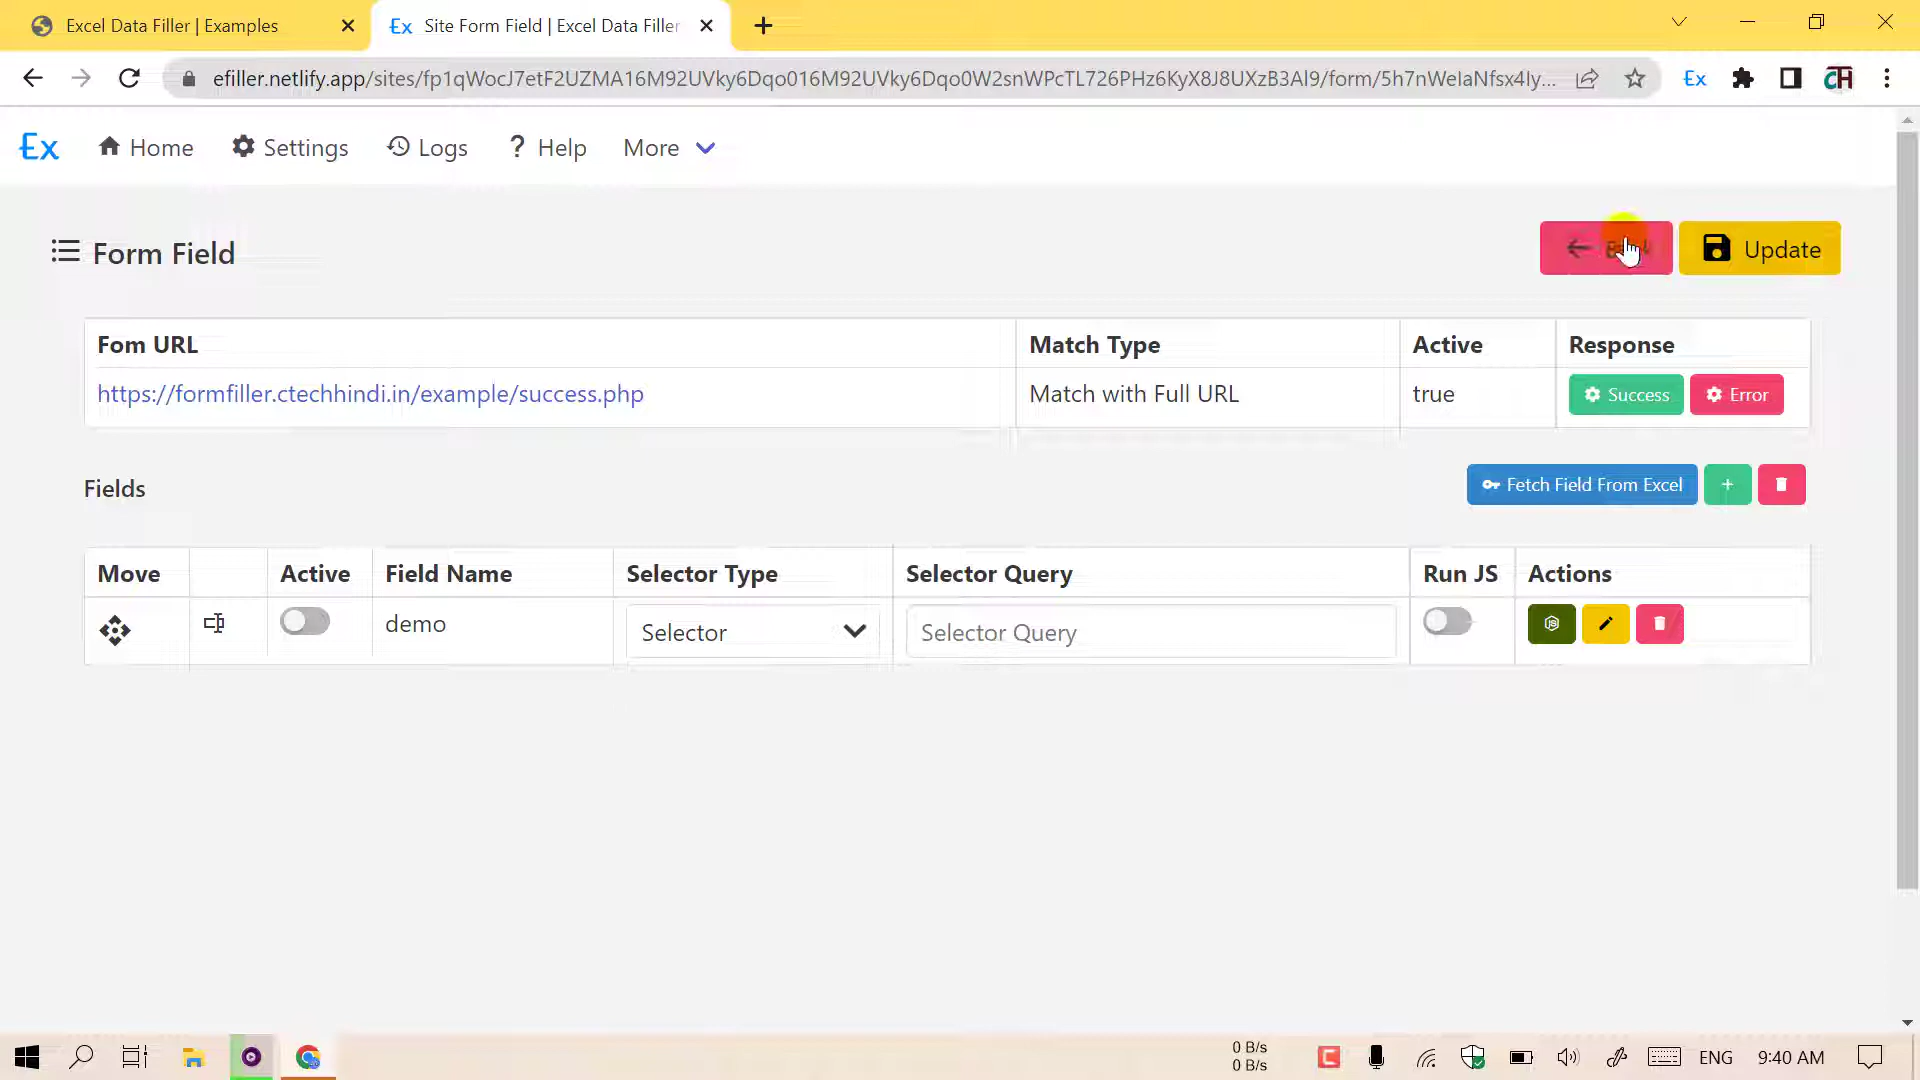 Excel Data Filler | Examples
Ex Site Form Field | Excel Data Filler
efiller.netlify.app/sites/fp1qWocJ7etF2UZMA16M92UVky6Dqo016M92UVky6Dqo0W2snWPcTL726PHz6KyX8J8UXzB3Al9/form/5h7nWeIaNfsx4Iy...
Ex
CH
Ex Home Settings Logs ? Help More
Form Field
Update
Fom URL Match Type Active Response
https://formfiller.ctechhindi.in/example/success.php Match with Full URL true Success Error
Fields
Fetch Field From Excel +
Move Active Field Name Selector Type Selector Query Run JS Actions
demo Selector Selector Query
0 B/s
0 B/s
ENG 9:40 AM